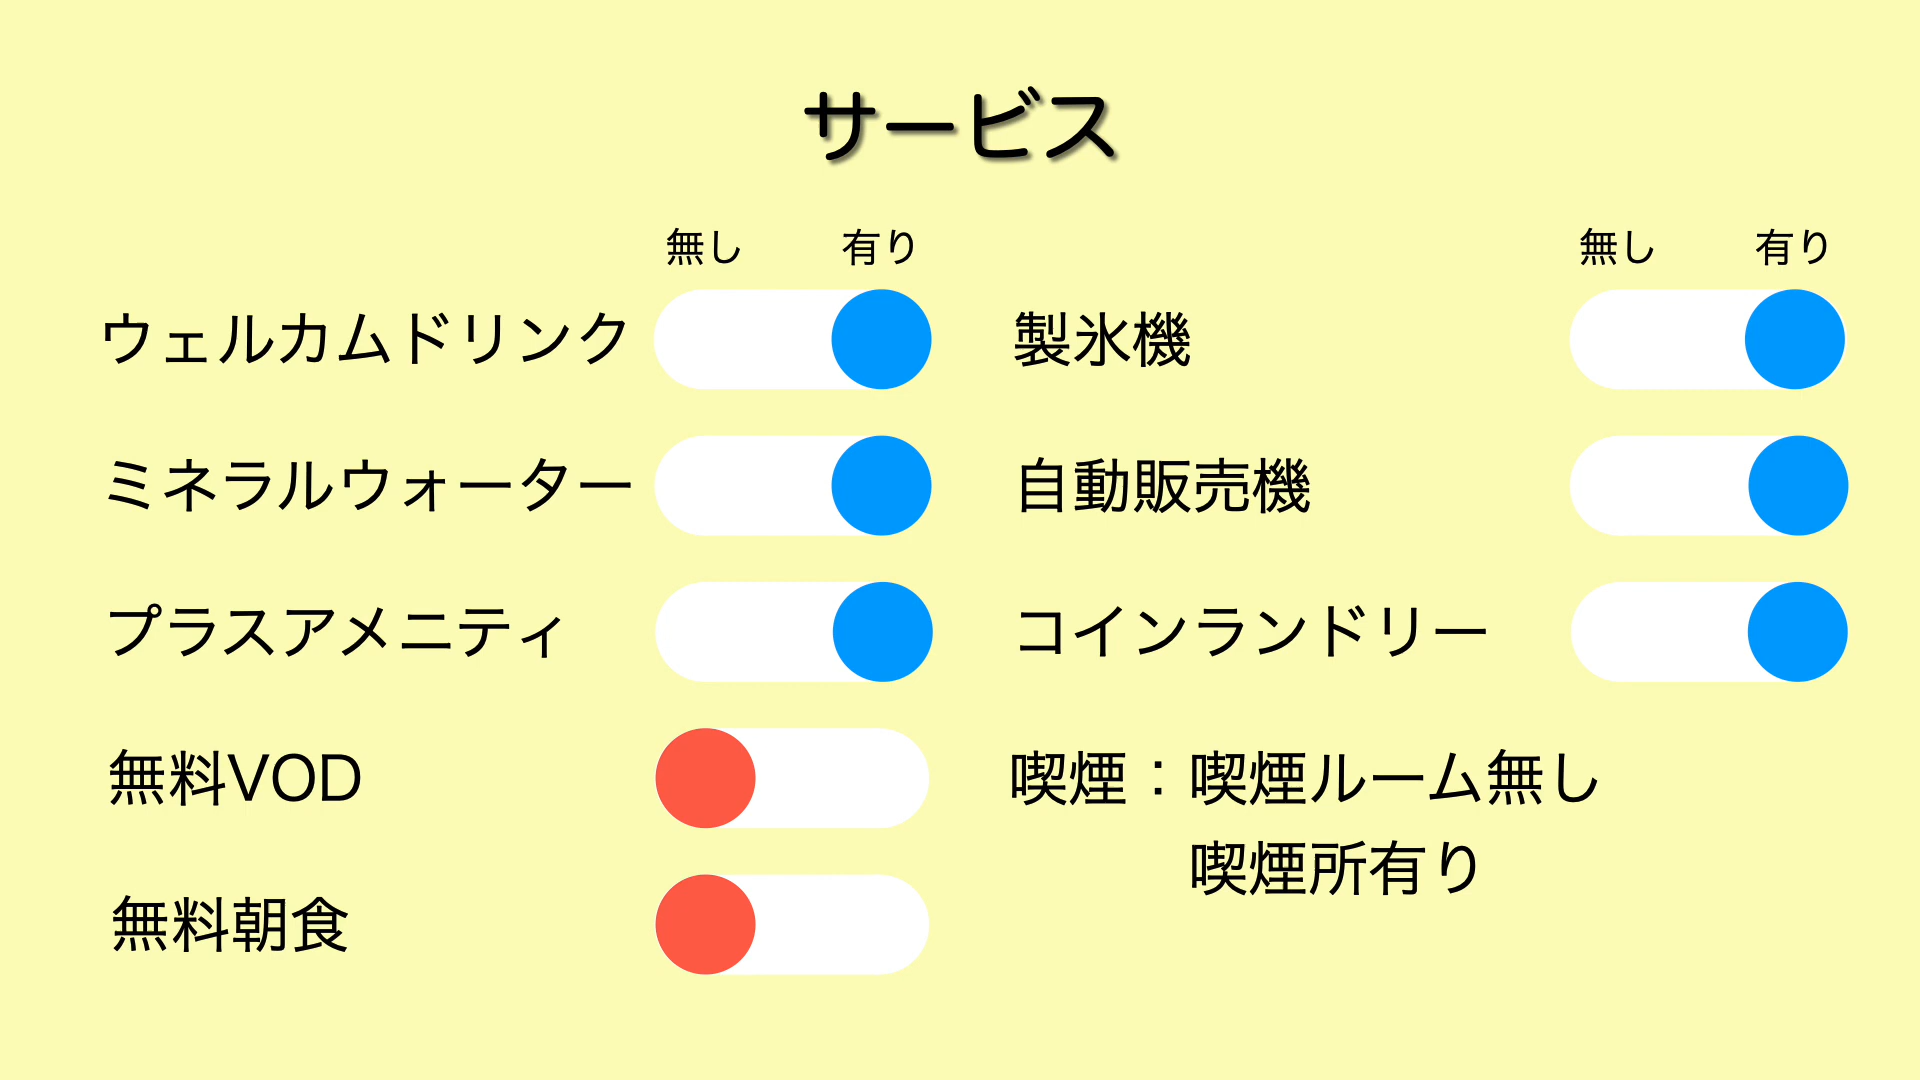 サービス
無し 有り
ウェルカムドリンク
ミネラルウォーター
プラスアメニティ
無料VOD
無料朝食
無し 有り
製氷機
自動販売機
コインランドリー
喫煙：喫煙ルーム無し
喫煙所有り